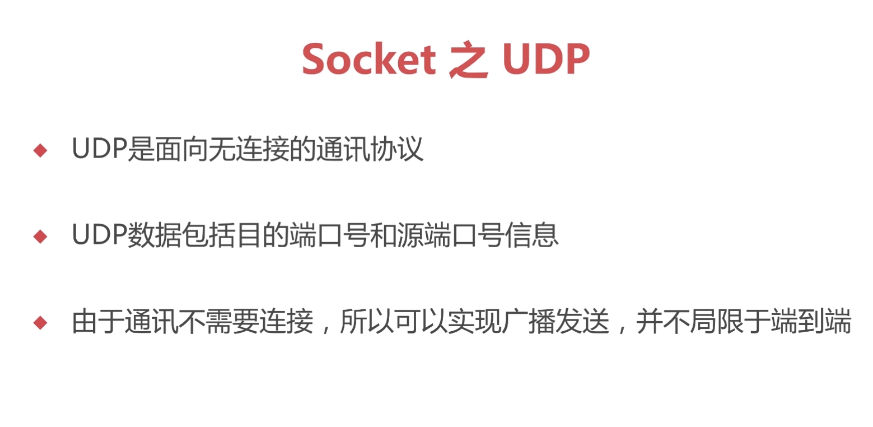 Socket 之 UDP
UDP是面向无连接的通讯协议
UDP数据包括目的端口号和源端口号信息
由于通讯不需要连接，所以可以实现广播发送，并不局限于端到端